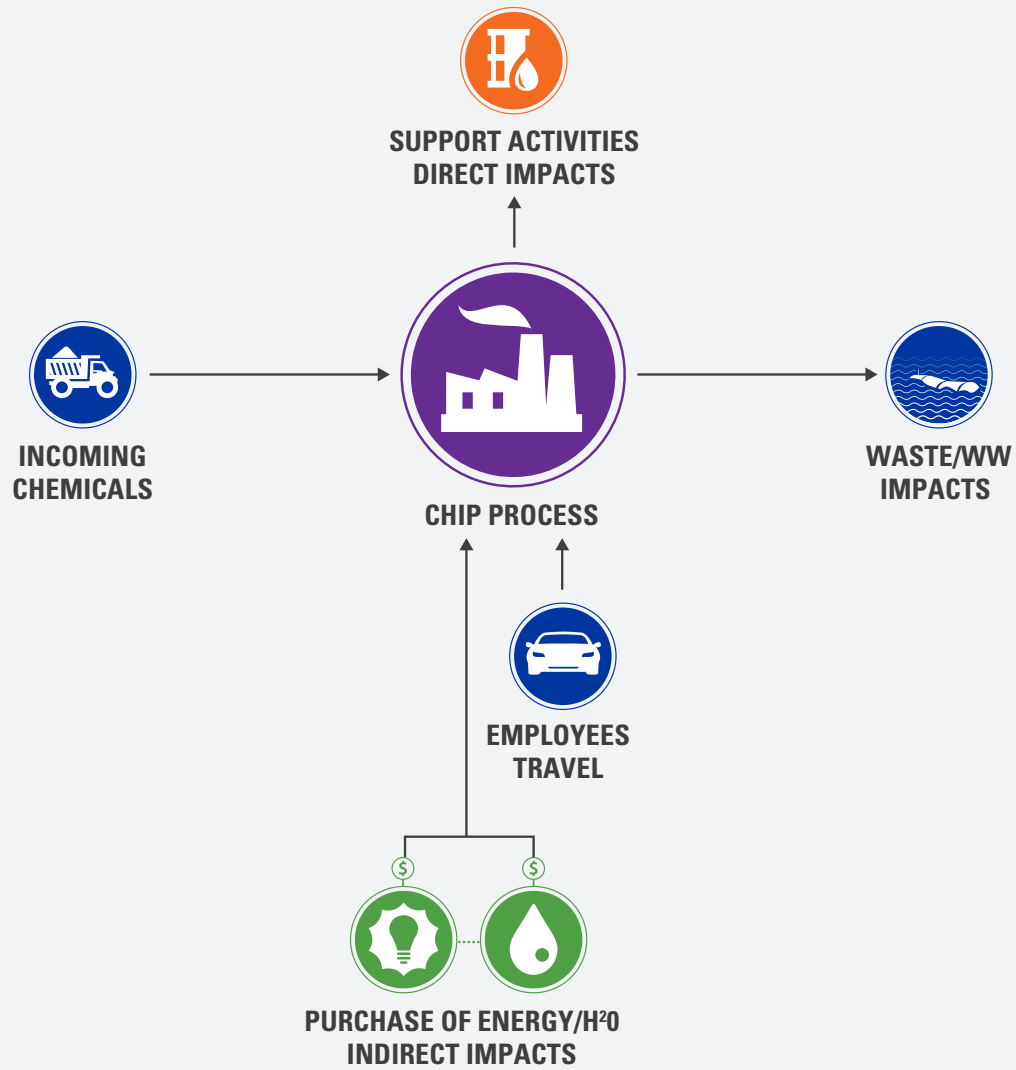 SUPPORT ACTIVITIES
DIRECT IMPACTS
INCOMING
CHEMICALS
CHIP PROCESS
WASTE/WW
IMPACTS
EMPLOYEES
TRAVEL
$ $
PURCHASE OF ENERGY/H²0
INDIRECT IMPACTS